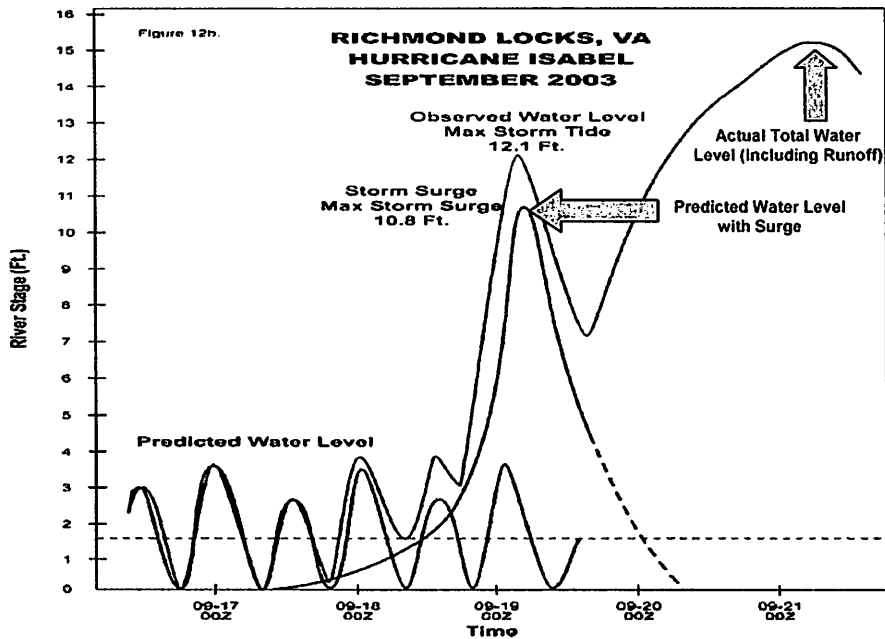 Figure 12b.
RICHMOND LOCKS, VA
HURRICANE ISABEL
SEPTEMBER 2003
Observed Water Level
Max Storm Tide
12.1 Ft.
Storm Surge
Max Storm Surge
10.8 Ft.
Actual Total Water
Level (Including Runoff)
Predicted Water Level
with Surge
Predicted Water Level
River Stage (Ft.)
16
15
14
13
12
11
10
9
8
7
6
5
4
3
2
1
0
09-17
00Z
09-18
00Z
09-19
00Z
09-20
00Z
09-21
00Z
Time